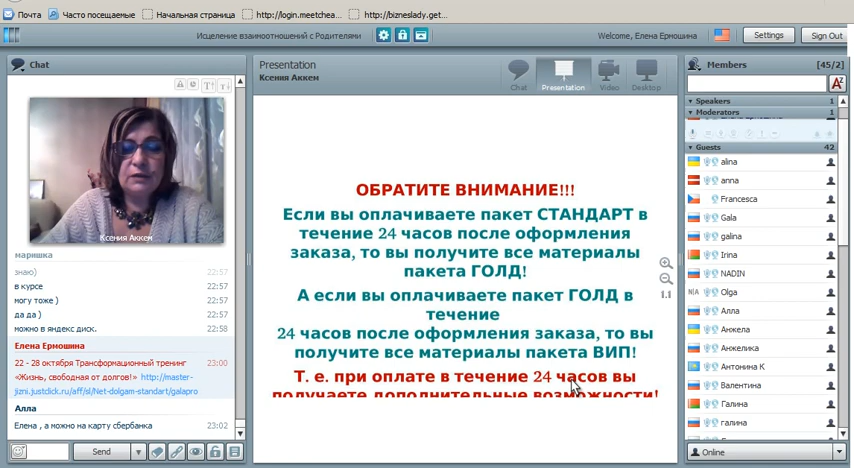 Почта
Часто посещаемые
Начальная страница
http://login.meetchea...
http://bizneslady.get...
Исцеление взаимоотношений с Родителями
Welcome, Елена Ермошина
Settings
Sign Out
Chat
Ксения Аккем
маришка
знаю) 22:57
в курсе 22:57
могу тоже ) 22:57
да да ) 22:57
можно в яндекс диск. 22:58
Елена Ермошина
22 - 28 октября Трансформационный тренинг 23:00
«Жизнь, свободная от долгов!» http://master-
jizni.justclick.ru/aff/sl/Net-dolgam-standart/galapro
Алла
Елена , а можно на карту сбербанка 23:02
Send
Presentation
Ксения Аккем
Chat
Presentation
Video
Desktop
ОБРАТИТЕ ВНИМАНИЕ!!!
Если вы оплачиваете пакет СТАНДАРТ в
течение 24 часов после оформления
заказа, то вы получите все материалы
пакета ГОЛД!
А если вы оплачиваете пакет ГОЛД в
течение
24 часов после оформления заказа, то вы
получите все материалы пакета ВИП!
Т. е. при оплате в течение 24 часов вы
получаете дополнительные возможности!
1:1
Members
[45/2]
Speakers 1
Moderators 1
Guests 42
alina
anna
Francesca
Gala
galina
Irina
NADIN
N/A Olga
Алла
Анжела
Анжелика
Антонина К
Валентина
Галина
галина
Online